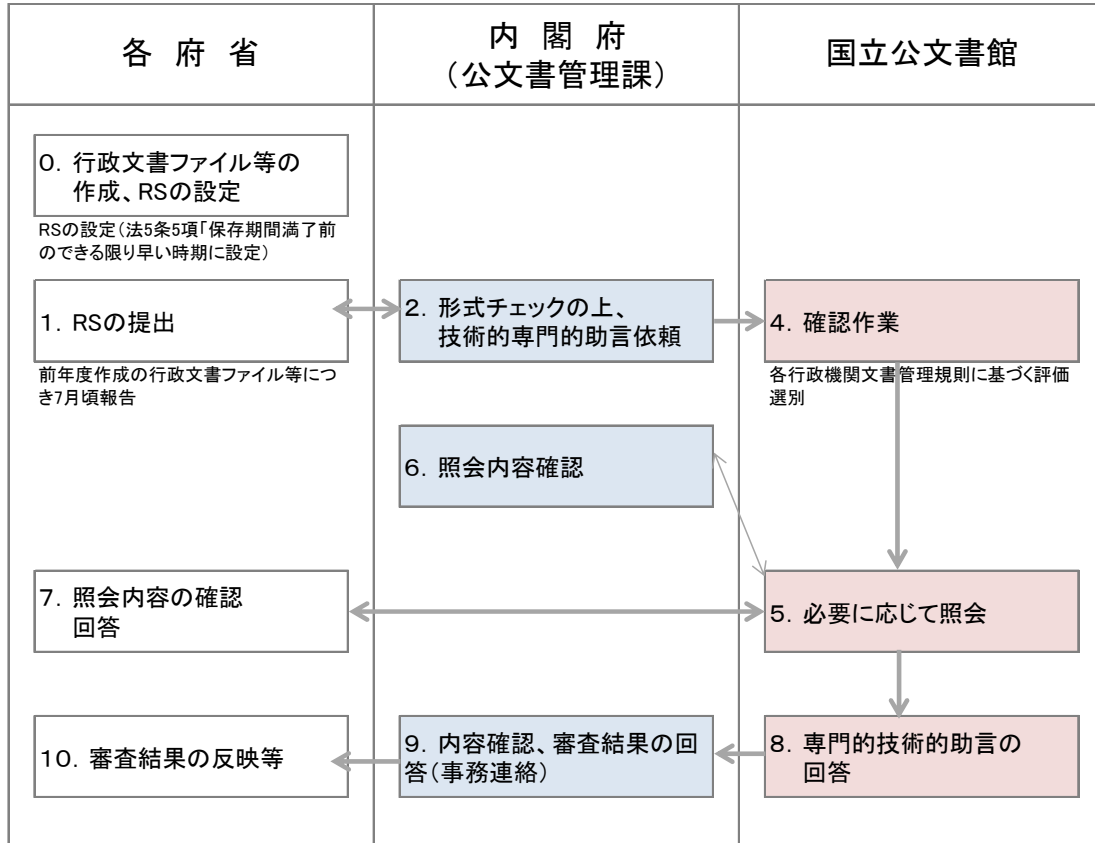 各 府 省
内 閣 府
（公文書管理課）
国立公文書館
0．行政文書ファイル等の
作成、RSの設定
RSの設定（法5条5項「保存期間満了前
のできる限り早い時期に設定）
1．RSの提出
前年度作成の行政文書ファイル等につ
き7月頃報告
2．形式チェックの上、
技術的専門的助言依頼
4．確認作業
各行政機関文書管理規則に基づく評価
選別
6．照会内容確認
7．照会内容の確認
回答
5．必要に応じて照会
10．審査結果の反映等
9．内容確認、審査結果の回
答（事務連絡）
8．専門的技術的助言の
回答